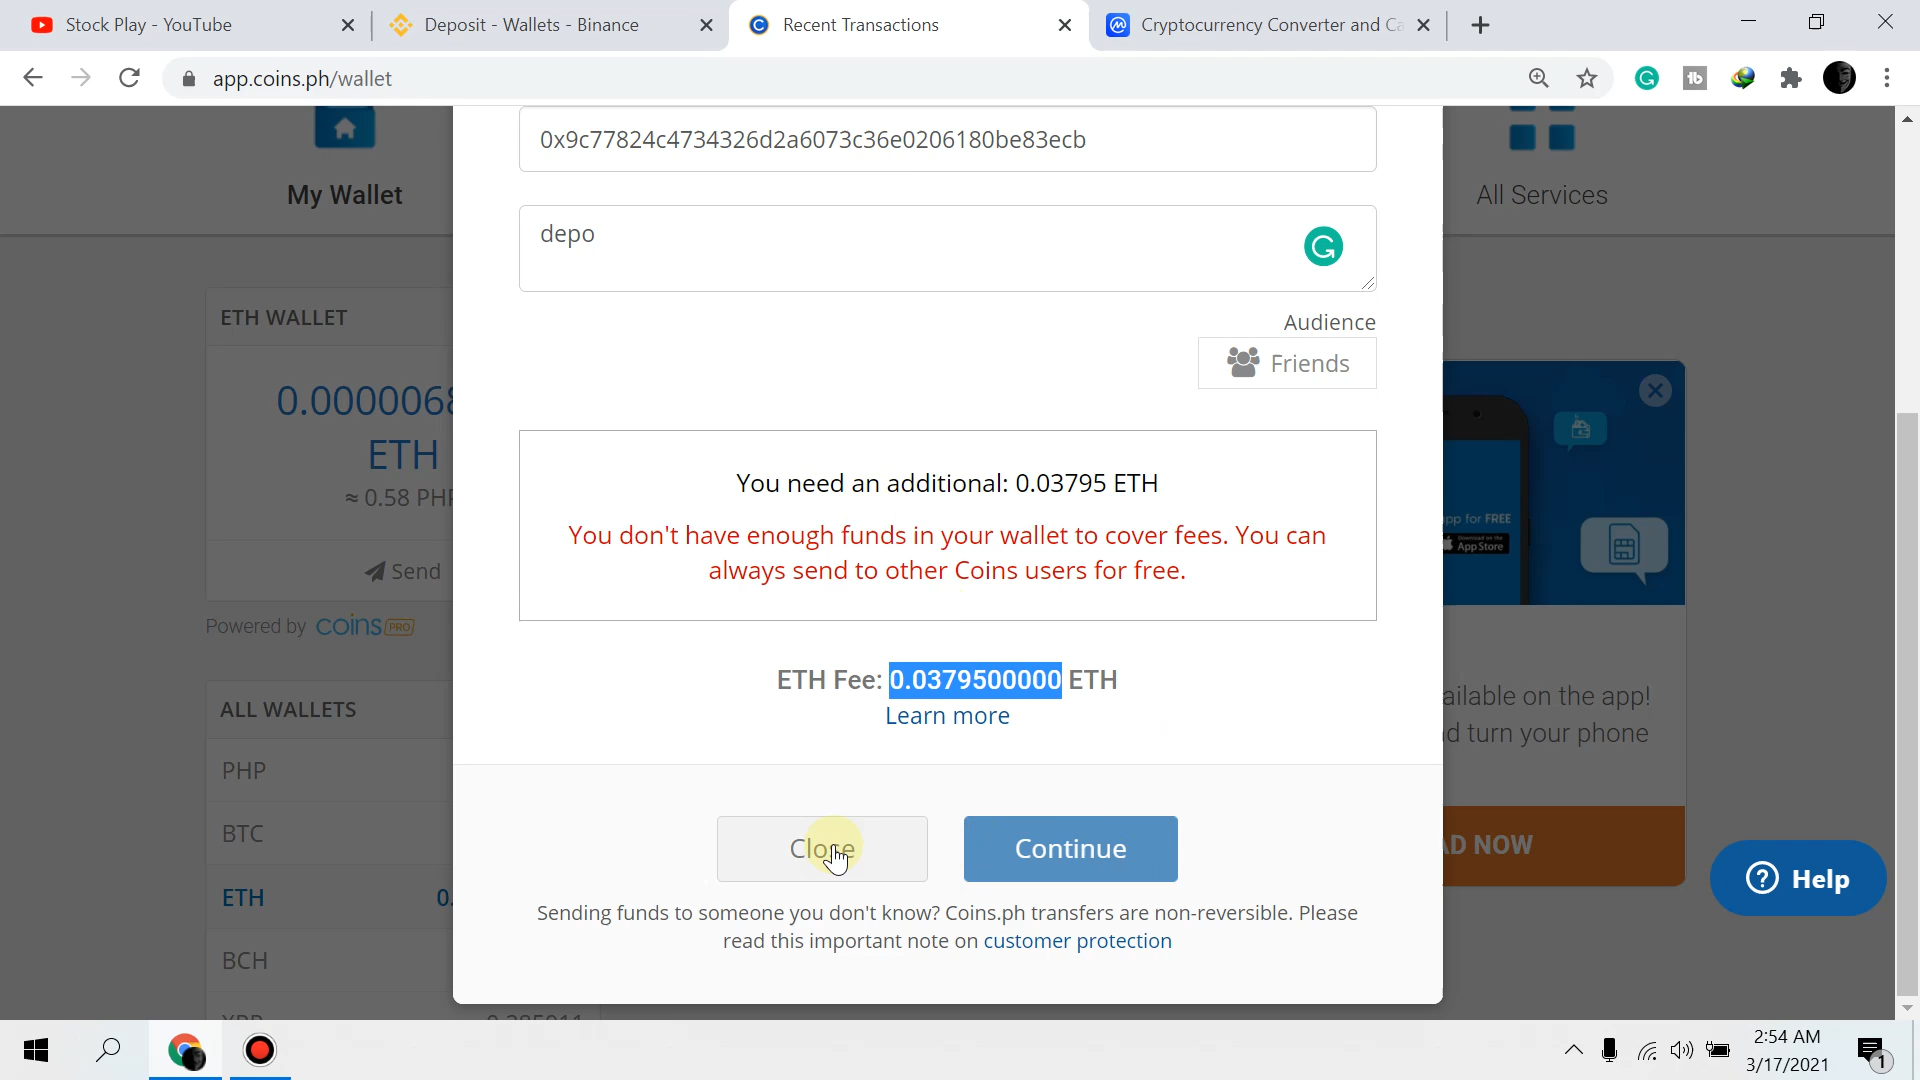 Stock Play - YouTube
Deposit - Wallets - Binance
Recent Transactions
Cryptocurrency Converter and Ca
app.coins.ph/wallet
0x9c77824c4734326d2a6073c36e0206180be83ecb
My Wallet
All Services
depo
Audience
Friends
ETH WALLET
0.0000068
ETH
≈ 0.58 PHP
Send
Powered by coins PRO
You need an additional: 0.03795 ETH
You don't have enough funds in your wallet to cover fees. You can
always send to other Coins users for free.
pp for FREE
App Store
ETH Fee: 0.0379500000 ETH
Learn more
ailable on the app!
d turn your phone
ALL WALLETS
PHP
BTC
ETH 0.
BCH
Close
Continue
AD NOW
Help
Sending funds to someone you don't know? Coins.ph transfers are non-reversible. Please
read this important note on customer protection
2:54 AM
3/17/2021
1